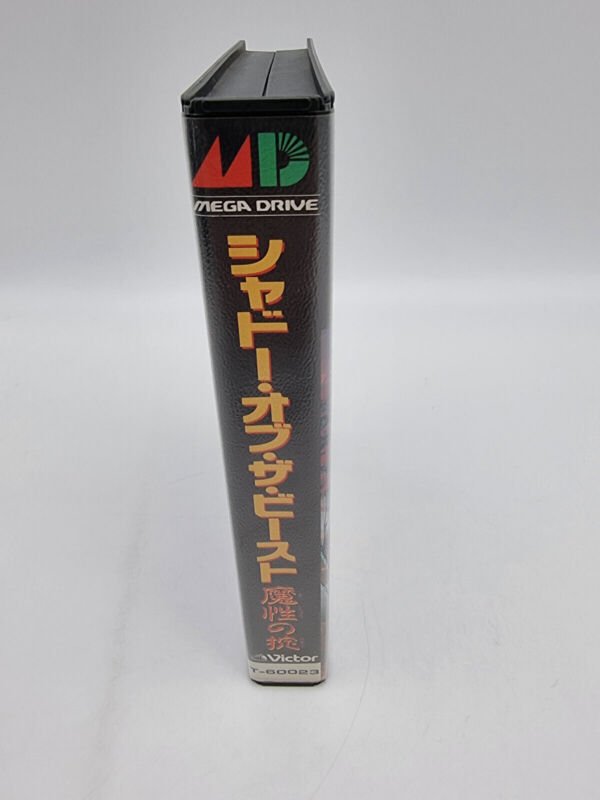 MD
MEGA DRIVE
シャドー・オブ・ザ・ビースト
魔性の掟
Victor
T-60023